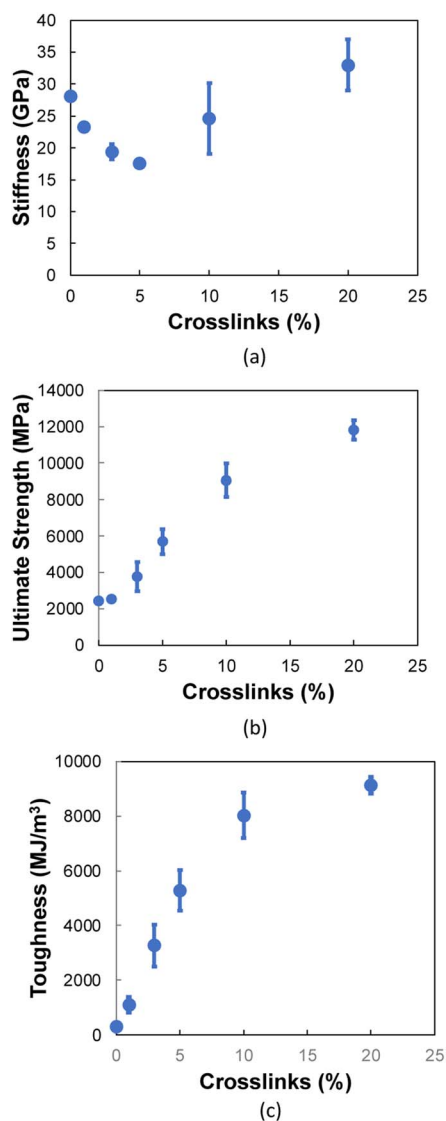 40
35
30
25
20
15
10
5
0
Stiffness (GPa)
0 5 10 15 20 25
Crosslinks (%)
(a)
14000
12000
10000
8000
6000
4000
2000
0
Ultimate Strength (MPa)
0 5 10 15 20 25
Crosslinks (%)
(b)
10000
8000
6000
4000
2000
0
Toughness (MJ/m³)
0 5 10 15 20 25
Crosslinks (%)
(c)